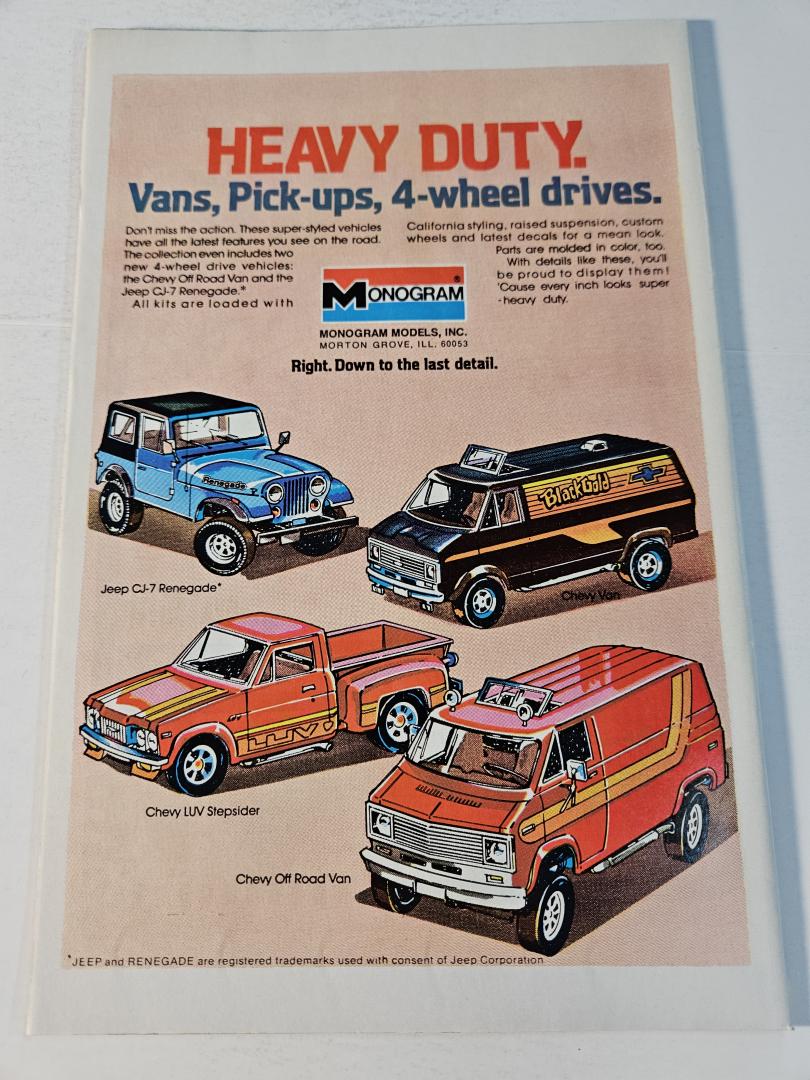 HEAVY DUTY.
Vans, Pick-ups, 4-wheel drives.
Don't miss the action. These super-styled vehicles
have all the latest features you see on the road.
The collection even includes two
new 4-wheel drive vehicles:
the Chevy Off Road Van and the
Jeep CJ-7 Renegade.*
All kits are loaded with
California styling, raised suspension, custom
wheels and latest decals for a mean look.
Parts are molded in color, too.
With details like these, you'll
be proud to display them!
'Cause every inch looks super
-heavy duty.
MONOGRAM®
MONOGRAM MODELS, INC.
MORTON GROVE, ILL. 60053
Right. Down to the last detail.
Renegade
Jeep CJ-7 Renegade*
BlackGold
Chevy Van
LUV
Chevy LUV Stepsider
Chevy Off Road Van
*JEEP and RENEGADE are registered trademarks used with consent of Jeep Corporation